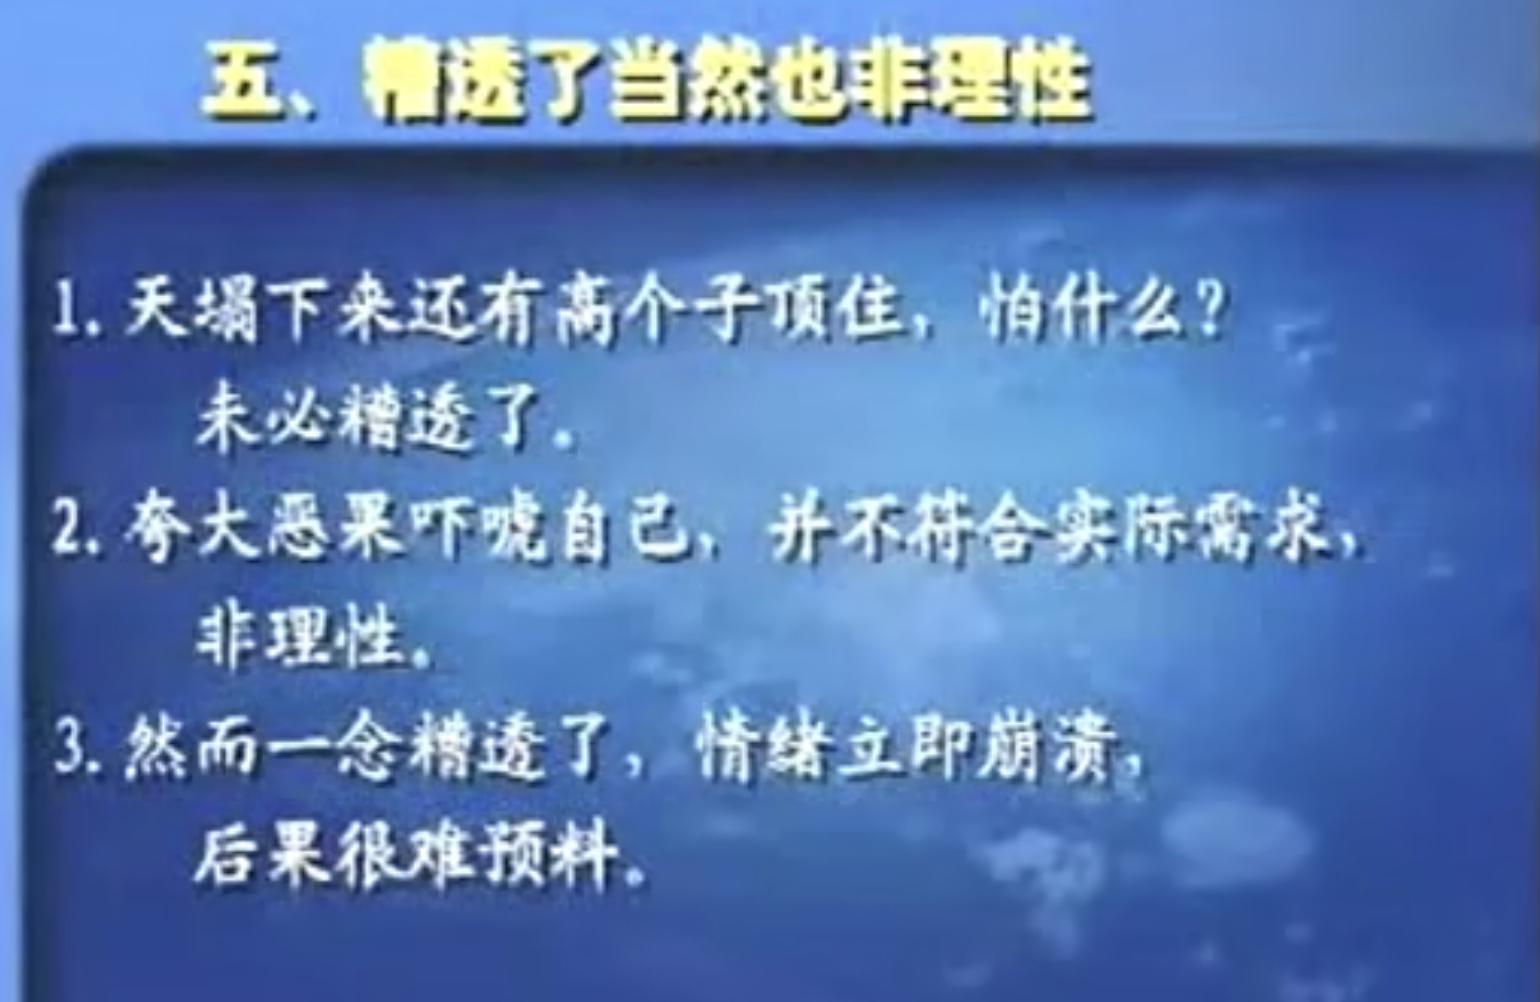 五、糟透了当然也非理性
1.天塌下来还有高个子顶住，怕什么？
未必糟透了。
2.夸大恶果吓唬自己，并不符合实际需求，
非理性。
3.然而一念糟透了，情绪立即崩溃，
后果很难预料。